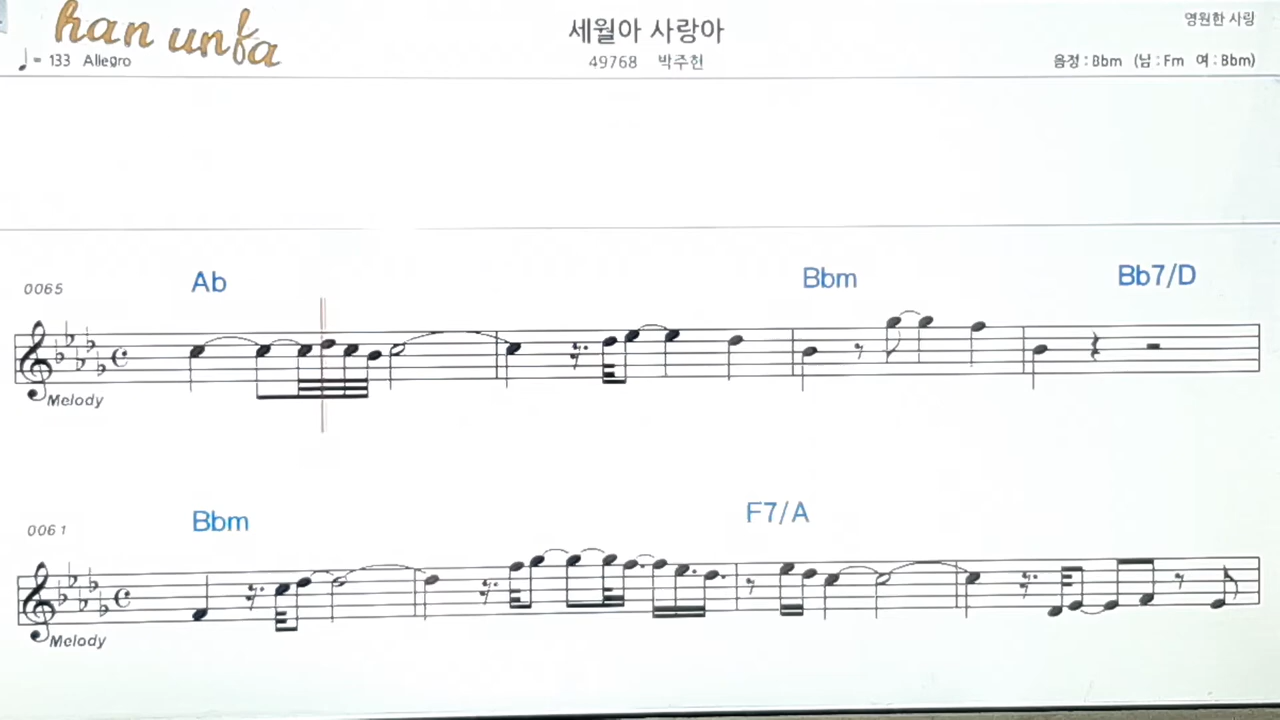 han unfa
세월아 사랑아
영원한 사랑
♩= 133 Allegro
49768 박주헌
음정 : Bbm (남 : Fm 여 : Bbm)
0065
Ab
Bbm
Bb7/D
Melody
0061
Bbm
F7/A
Melody